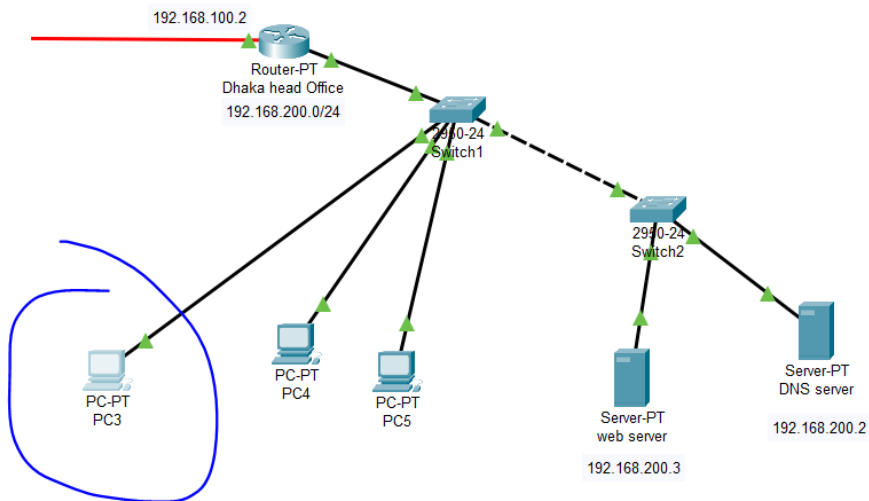 192.168.100.2
Router-PT
Dhaka head Office
192.168.200.0/24
2950-24
Switch1
2950-24
Switch2
PC-PT
PC3
PC-PT
PC4
PC-PT
PC5
Server-PT
web server
192.168.200.3
Server-PT
DNS server
192.168.200.2